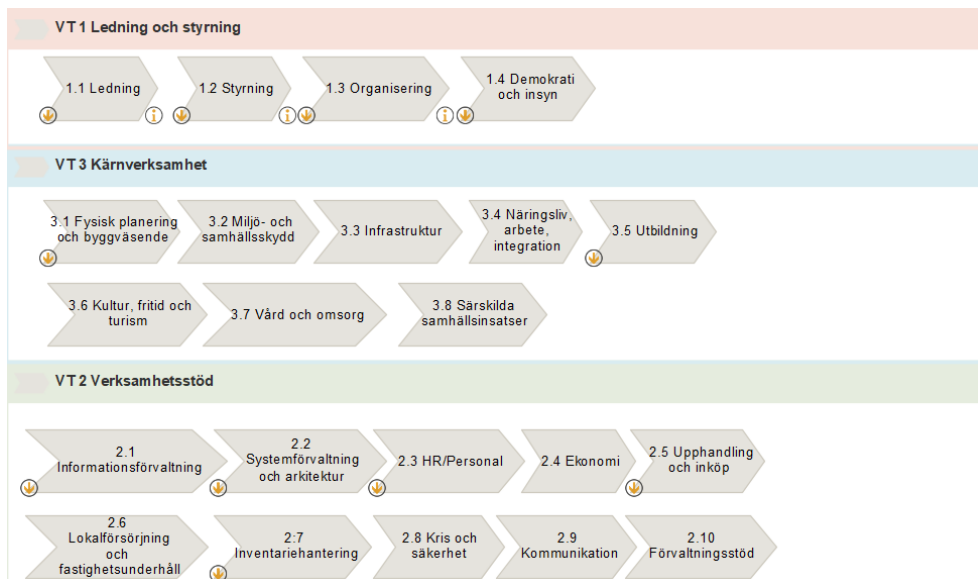 VT 1 Ledning och styrning
1.1 Ledning
1.2 Styrning
1.3 Organisering
1.4 Demokrati
och insyn
VT 3 Kärnverksamhet
3.1 Fysisk planering
och byggväsende
3.2 Miljö- och
samhällsskydd
3.3 Infrastruktur
3.4 Näringsliv,
arbete,
integration
3.5 Utbildning
3.6 Kultur, fritid och
turism
3.7 Vård och omsorg
3.8 Särskilda
samhällsinsatser
VT 2 Verksamhetsstöd
2.1
Informationsförvaltning
2.2
Systemförvaltning
och arkitektur
2.3 HR/Personal
2.4 Ekonomi
2.5 Upphandling
och inköp
2.6
Lokalförsörjning
och
fastighetsunderhåll
2:7
Inventariehantering
2.8 Kris och
säkerhet
2.9
Kommunikation
2.10
Förvaltningsstöd